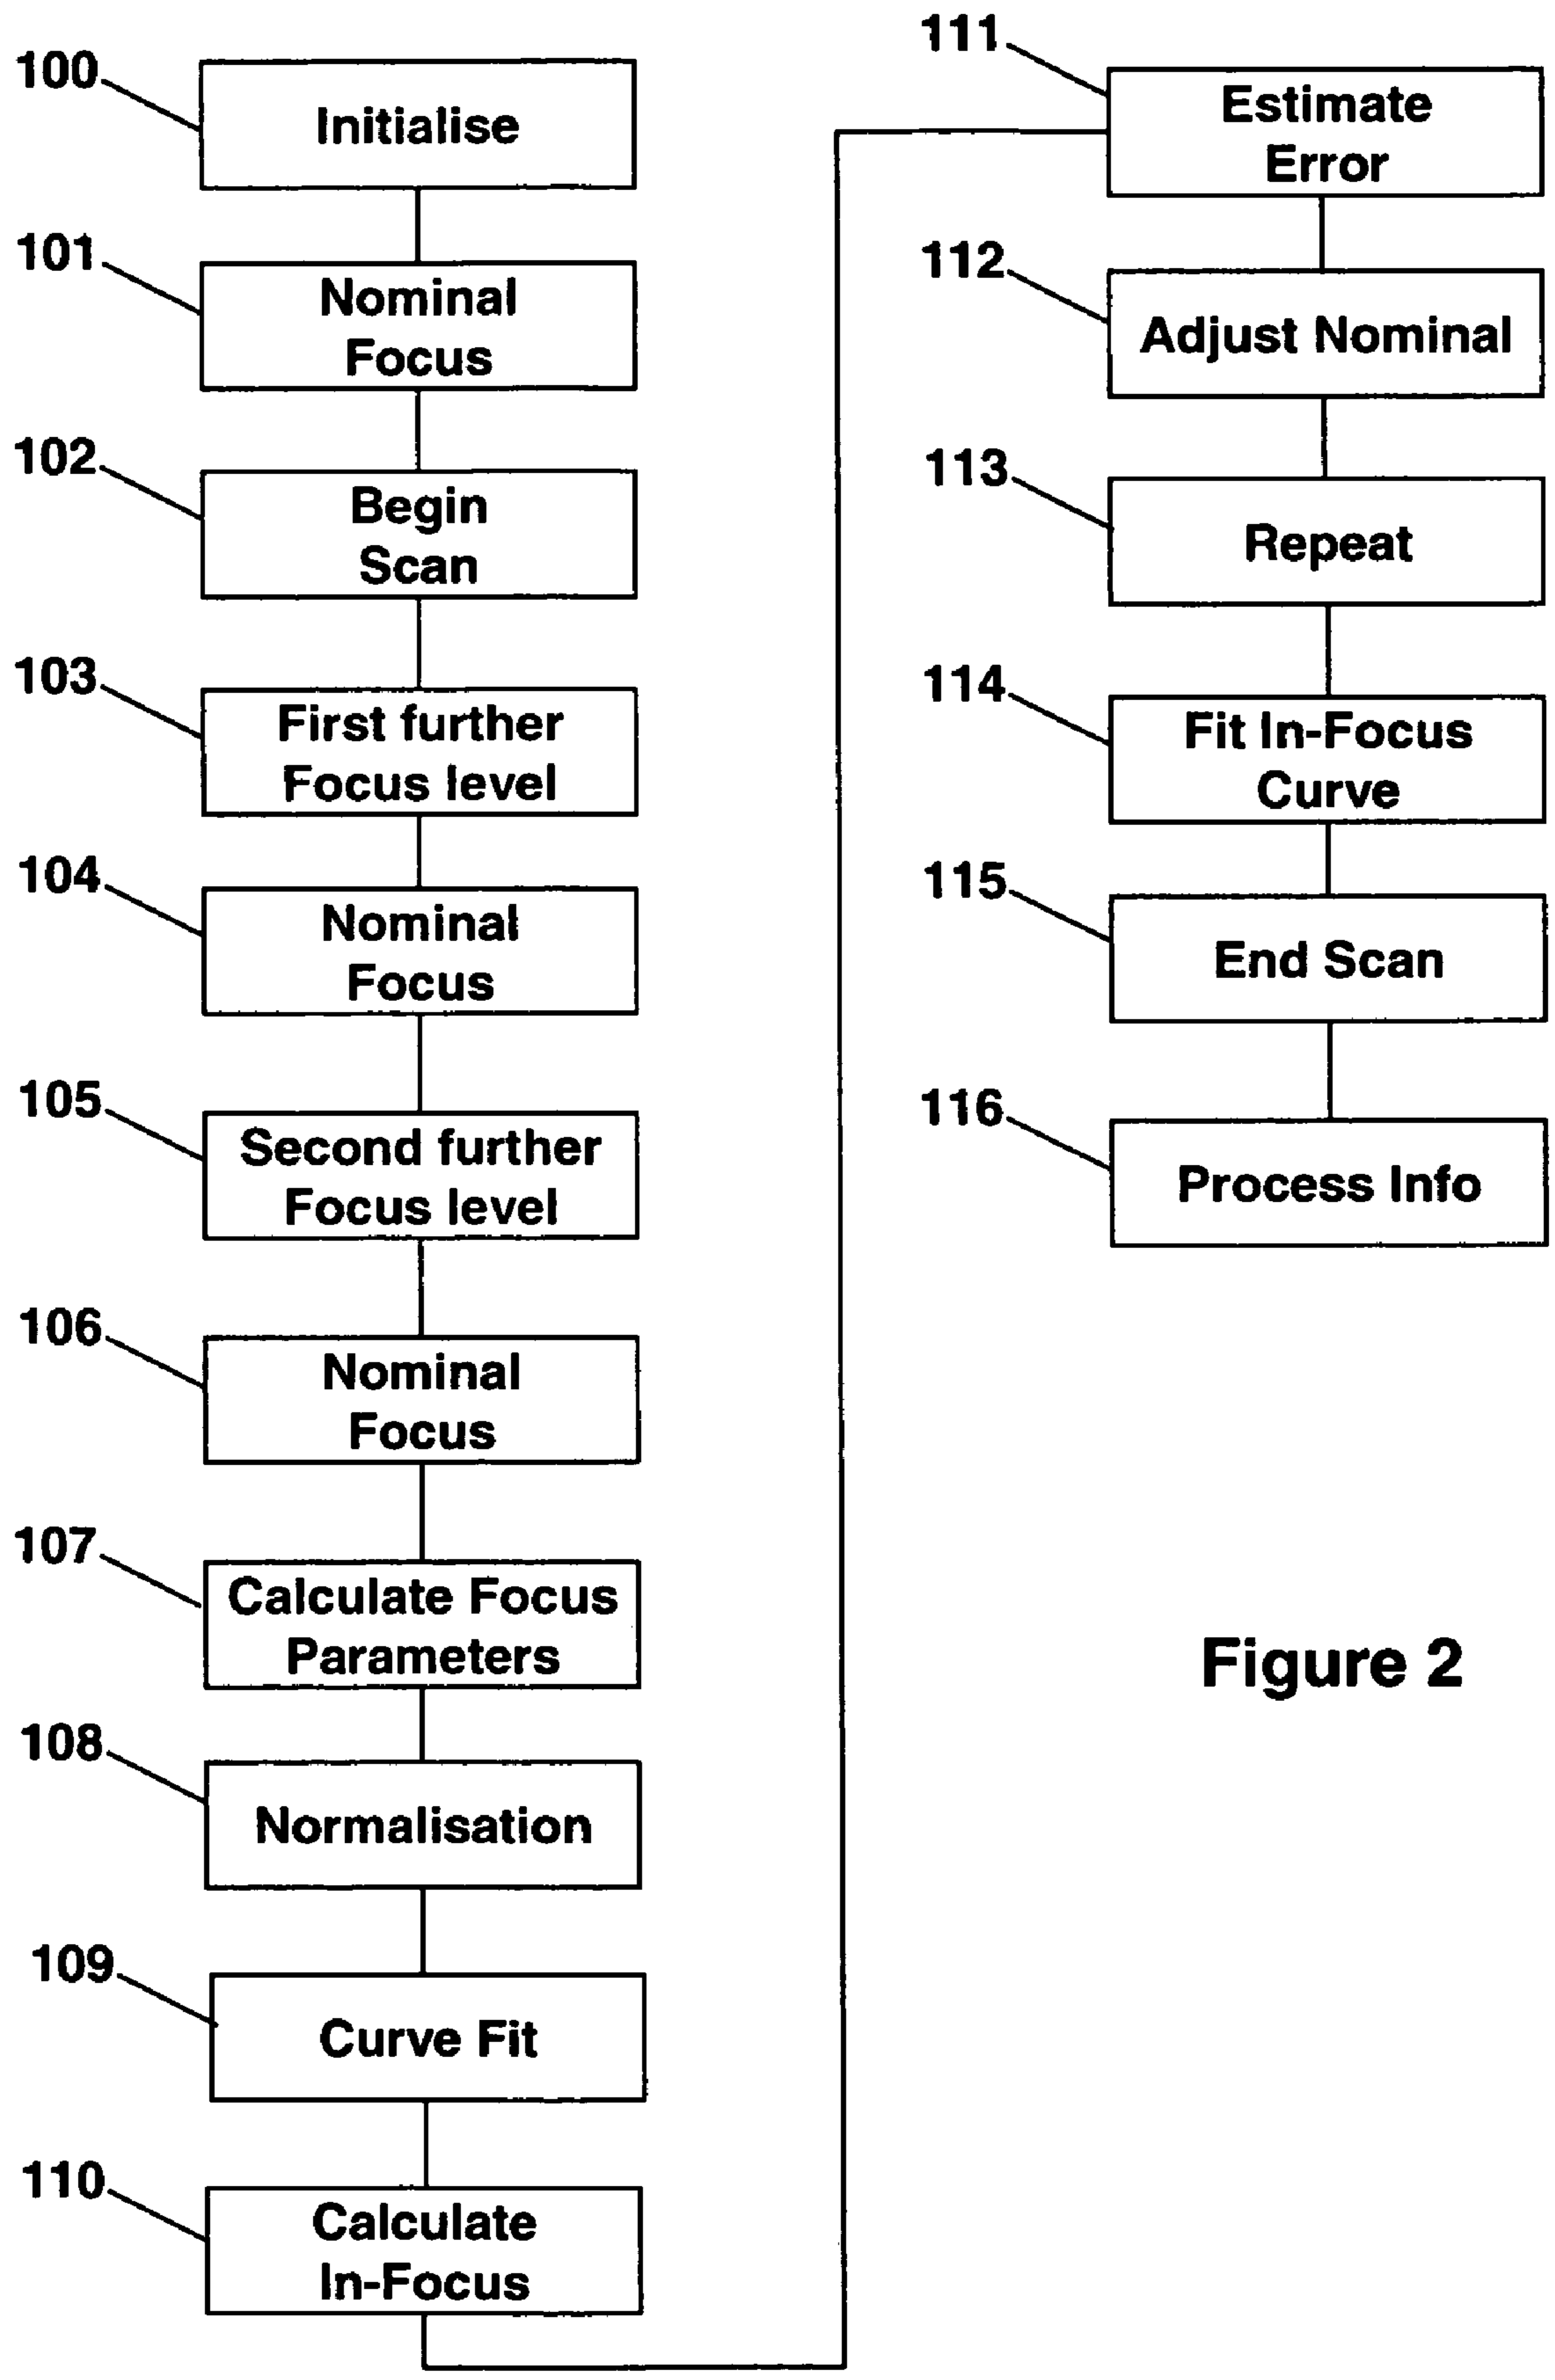 100
Initialise
101
Nominal
Focus
102
Begin
Scan
103
First further
Focus level
104
Nominal
Focus
105
Second further
Focus level
106
Nominal
Focus
107
Calculate Focus
Parameters
108
Normalisation
109
Curve Fit
110
Calculate
In-Focus
111
Estimate
Error
112
Adjust Nominal
113
Repeat
114
Fit In-Focus
Curve
115
End Scan
116
Process Info
Figure 2